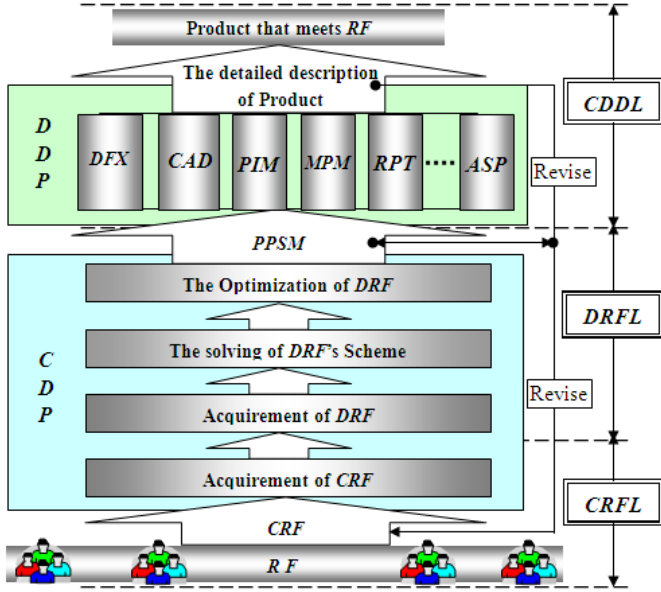 Product that meets RF
The detailed description
of Product
CDDL
D
D
P
DFX
CAD
PIM
MPM
RPT
....
ASP
Revise
PPSM
The Optimization of DRF
DRFL
The solving of DRF's Scheme
C
D
P
Revise
Acquirement of DRF
Acquirement of CRF
CRFL
CRF
R F